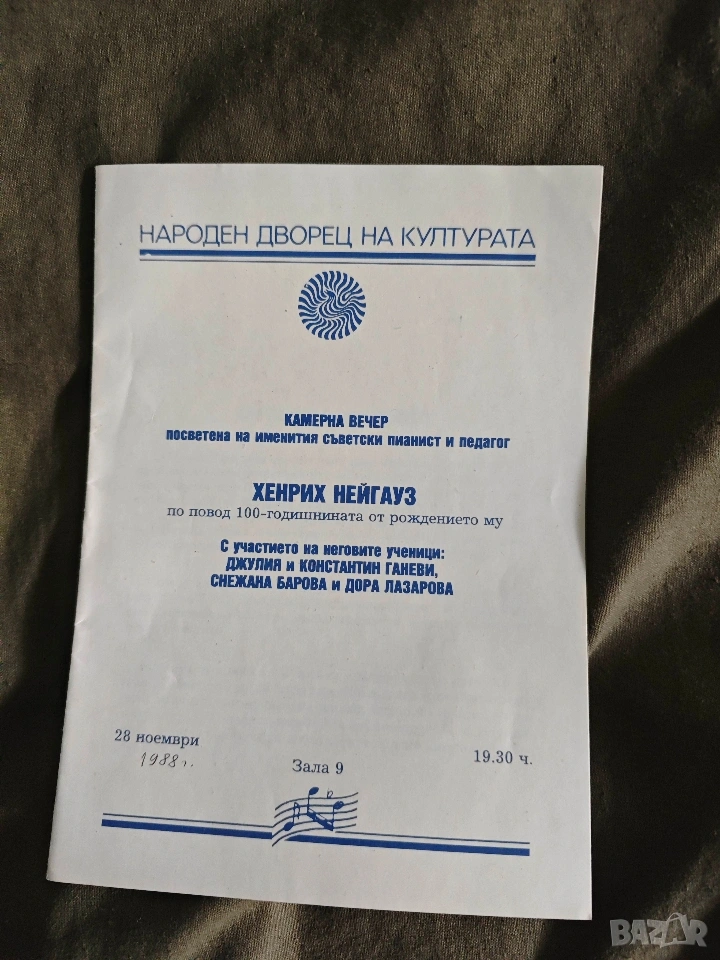 НАРОДЕН ДВОРЕЦ НА КУЛТУРАТА
КАМЕРНА ВЕЧЕР
посветена на именития съветски пианист и педагог
ХЕНРИХ НЕЙГАУЗ
по повод 100-годишнината от рождението му
С участието на неговите ученици:
ДЖУЛИЯ и КОНСТАНТИН ГАНЕВИ,
СНЕЖАНА БАРОВА и ДОРА ЛАЗАРОВА
28 ноември
1988г.
Зала 9
19.30 ч.
BAZAR